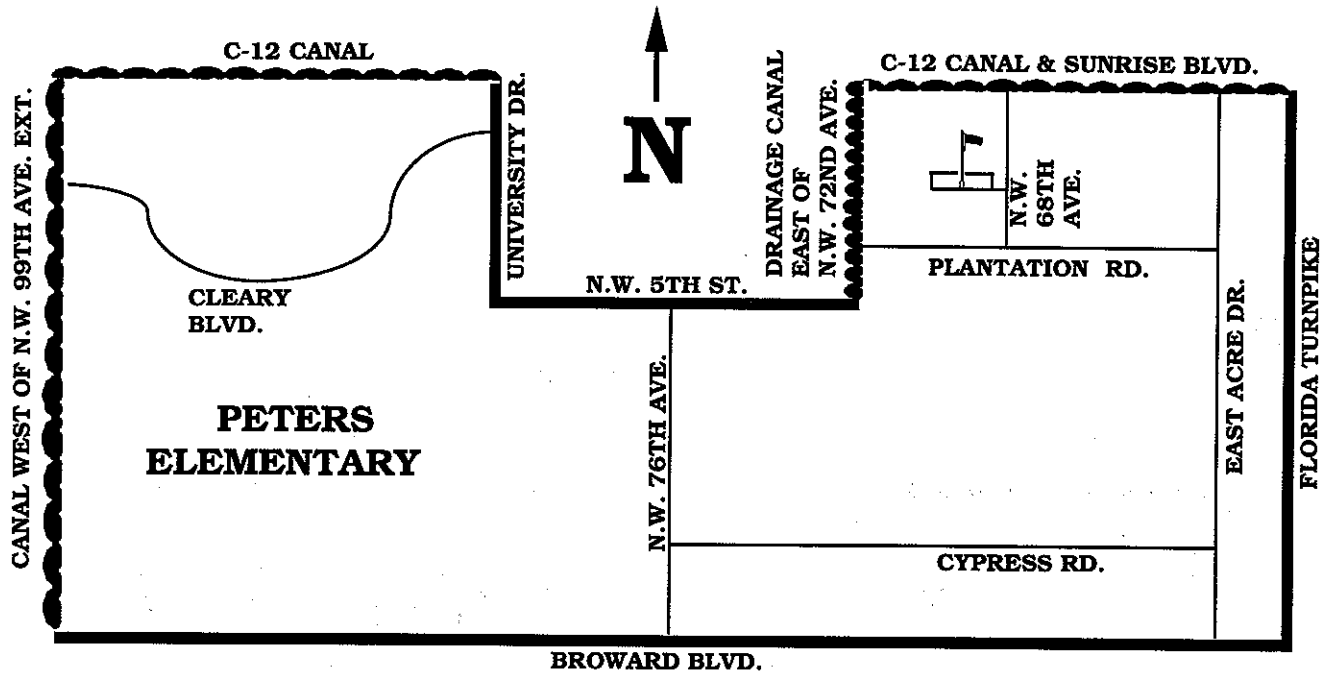 C-12 CANAL
C-12 CANAL & SUNRISE BLVD.
CANAL WEST OF N.W. 99TH AVE. EXT.
UNIVERSITY DR.
N
DRAINAGE CANAL
EAST OF
N.W. 72ND AVE.
N.W.
68TH
AVE.
PLANTATION RD.
N.W. 5TH ST.
CLEARY
BLVD.
PETERS
ELEMENTARY
N.W. 76TH AVE.
EAST ACRE DR.
FLORIDA TURNPIKE
CYPRESS RD.
BROWARD BLVD.